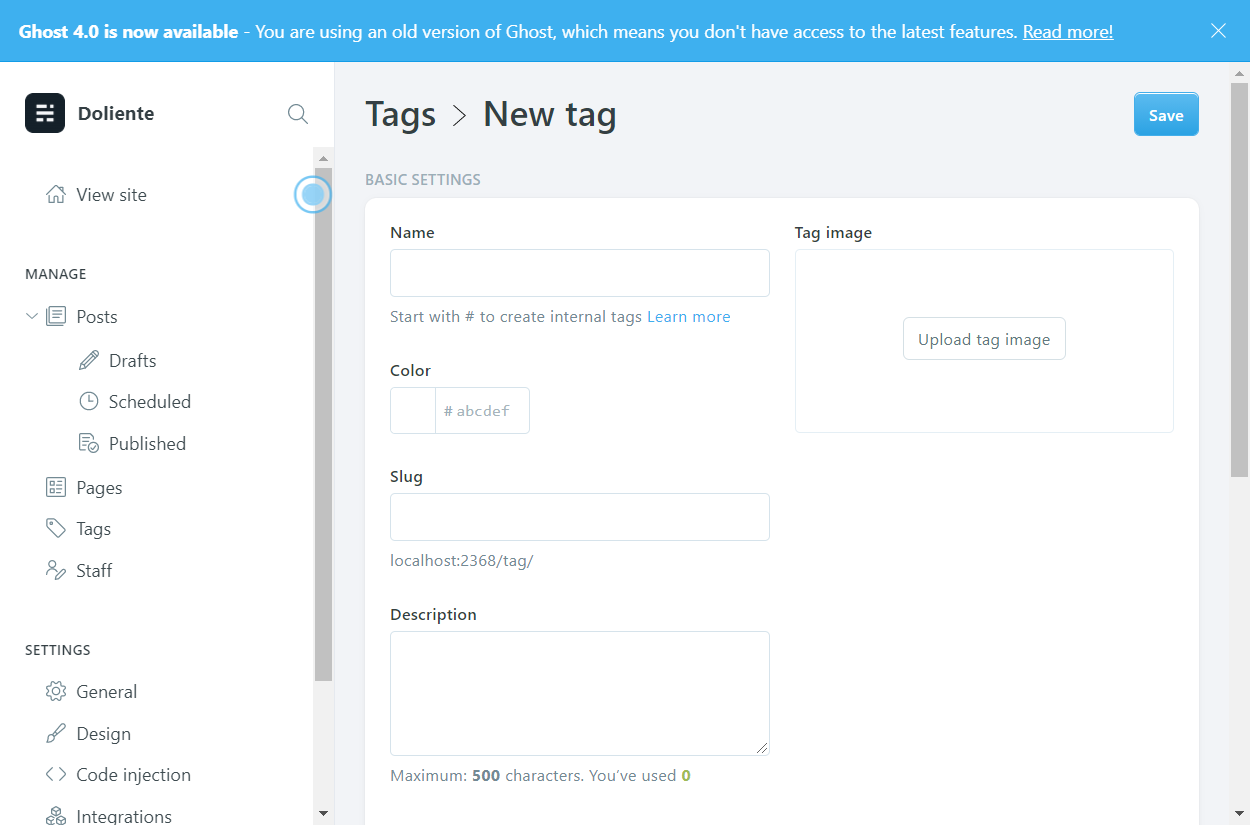 Ghost 4.0 is now available - You are using an old version of Ghost, which means you don't have access to the latest features. Read more!
Doliente
View site
MANAGE
Posts
Drafts
Scheduled
Published
Pages
Tags
Staff
SETTINGS
General
Design
Code injection
Integrations
Tags > New tag
Save
BASIC SETTINGS
Name
Start with # to create internal tags Learn more
Color
# abcdef
Slug
localhost:2368/tag/
Description
Maximum: 500 characters. You’ve used 0
Tag image
Upload tag image